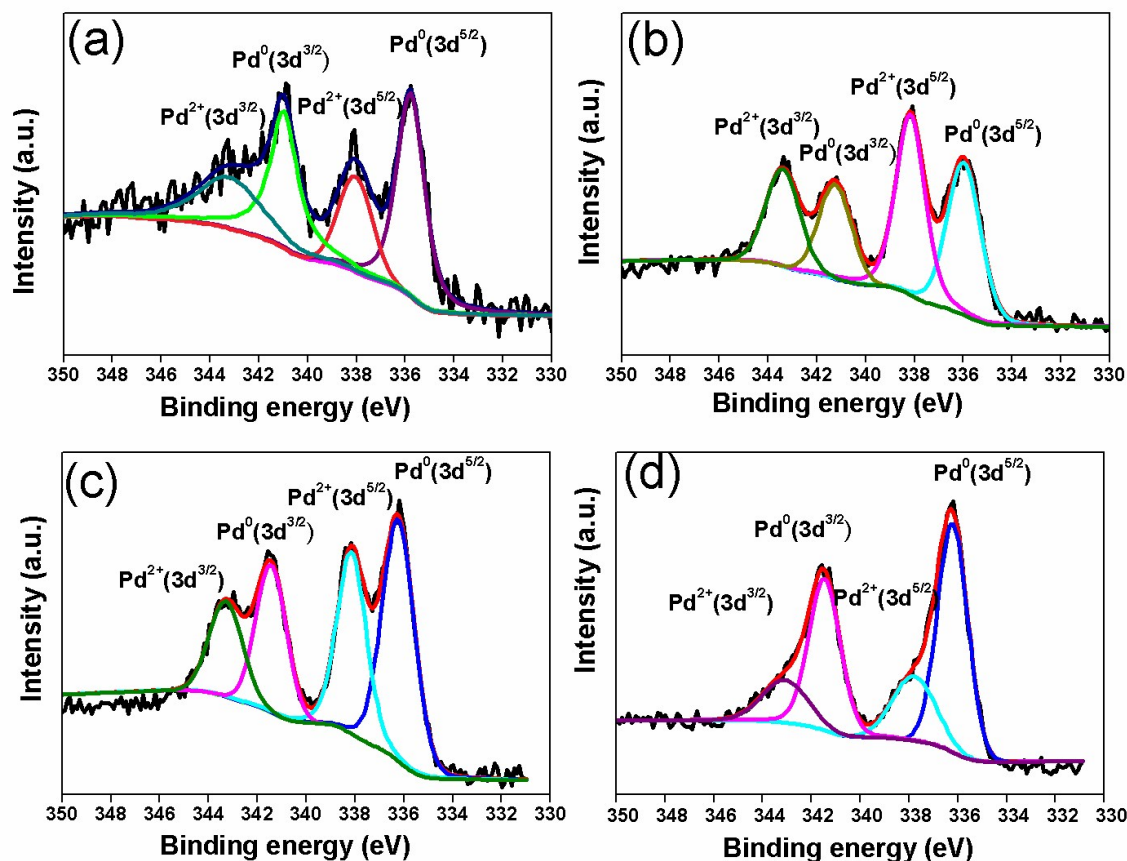 (a)
Pd⁰(3d⁵/²)
Pd⁰(3d³/²)
Pd²⁺(3d⁵/²)
Pd²⁺(3d³/²)
Intensity (a.u.)
350 348 346 344 342 340 338 336 334 332 330
Binding energy (eV)
(b)
Pd²⁺(3d⁵/²)
Pd²⁺(3d³/²)
Pd⁰(3d⁵/²)
Pd⁰(3d³/²)
Intensity (a.u.)
350 348 346 344 342 340 338 336 334 332 330
Binding energy (eV)
(c)
Pd⁰(3d⁵/²)
Pd²⁺(3d⁵/²)
Pd⁰(3d³/²)
Pd²⁺(3d³/²)
Intensity (a.u.)
350 348 346 344 342 340 338 336 334 332 330
Binding energy (eV)
(d)
Pd⁰(3d⁵/²)
Pd⁰(3d³/²)
Pd²⁺(3d³/²)
Pd²⁺(3d⁵/²)
Intensity (a.u.)
350 348 346 344 342 340 338 336 334 332 330
Binding energy (eV)